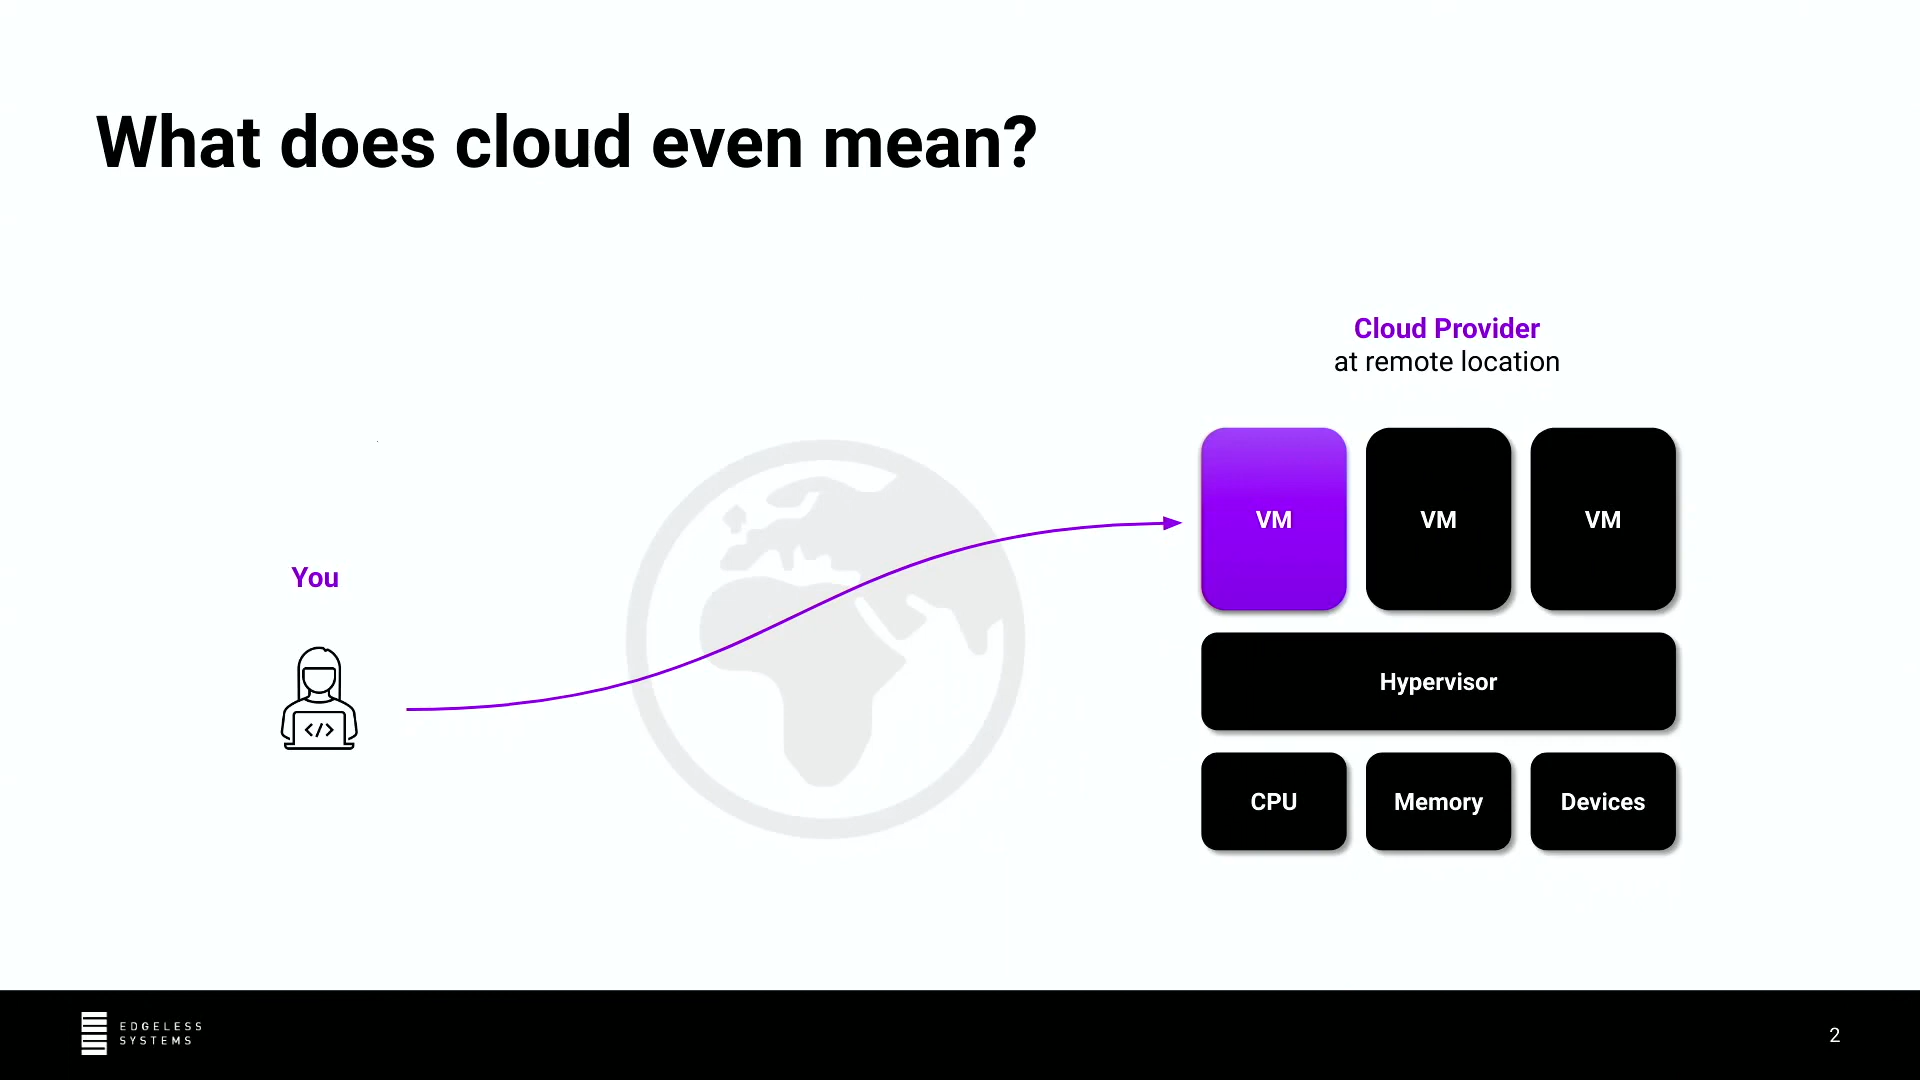 What does cloud even mean?
Cloud Provider
at remote location
You
</>
VM
VM
VM
Hypervisor
CPU
Memory
Devices
EDGELESS
SYSTEMS
2